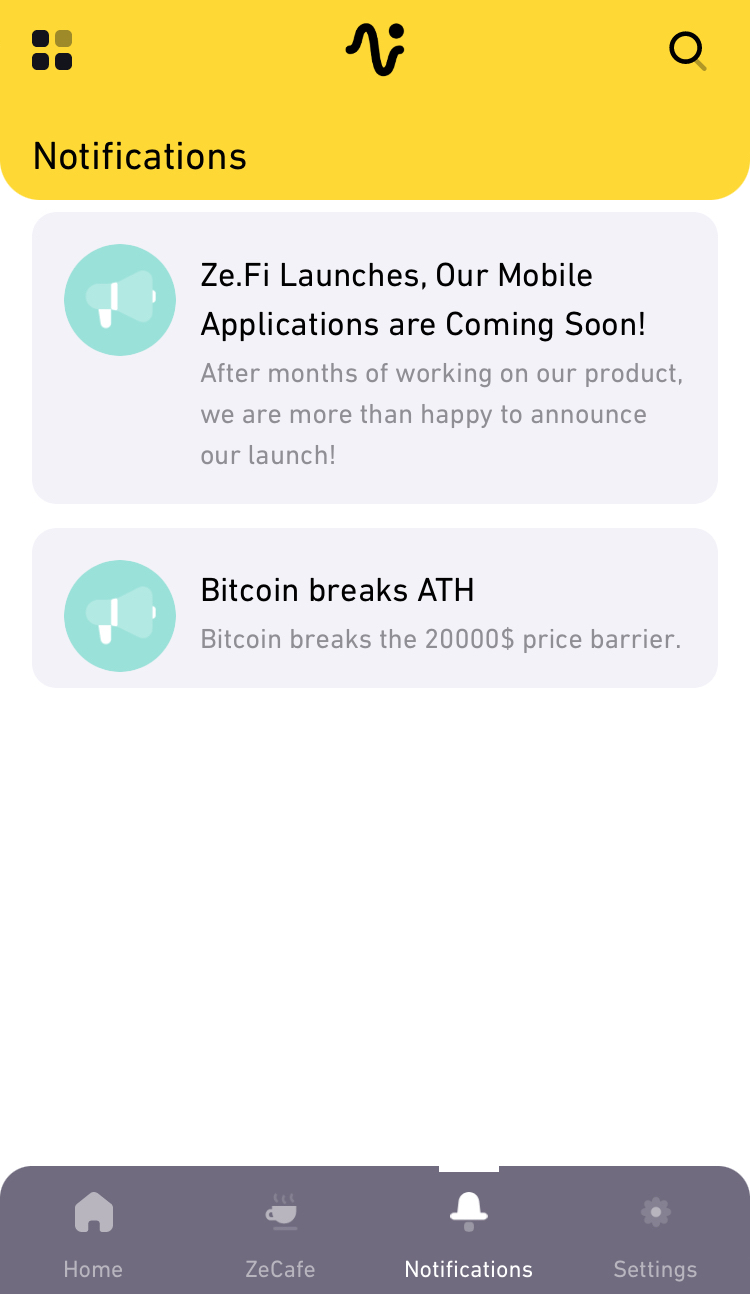 Notifications
Ze.Fi Launches, Our Mobile
Applications are Coming Soon!
After months of working on our product,
we are more than happy to announce
our launch!
Bitcoin breaks ATH
Bitcoin breaks the 20000$ price barrier.
Home
ZeCafe
Notifications
Settings